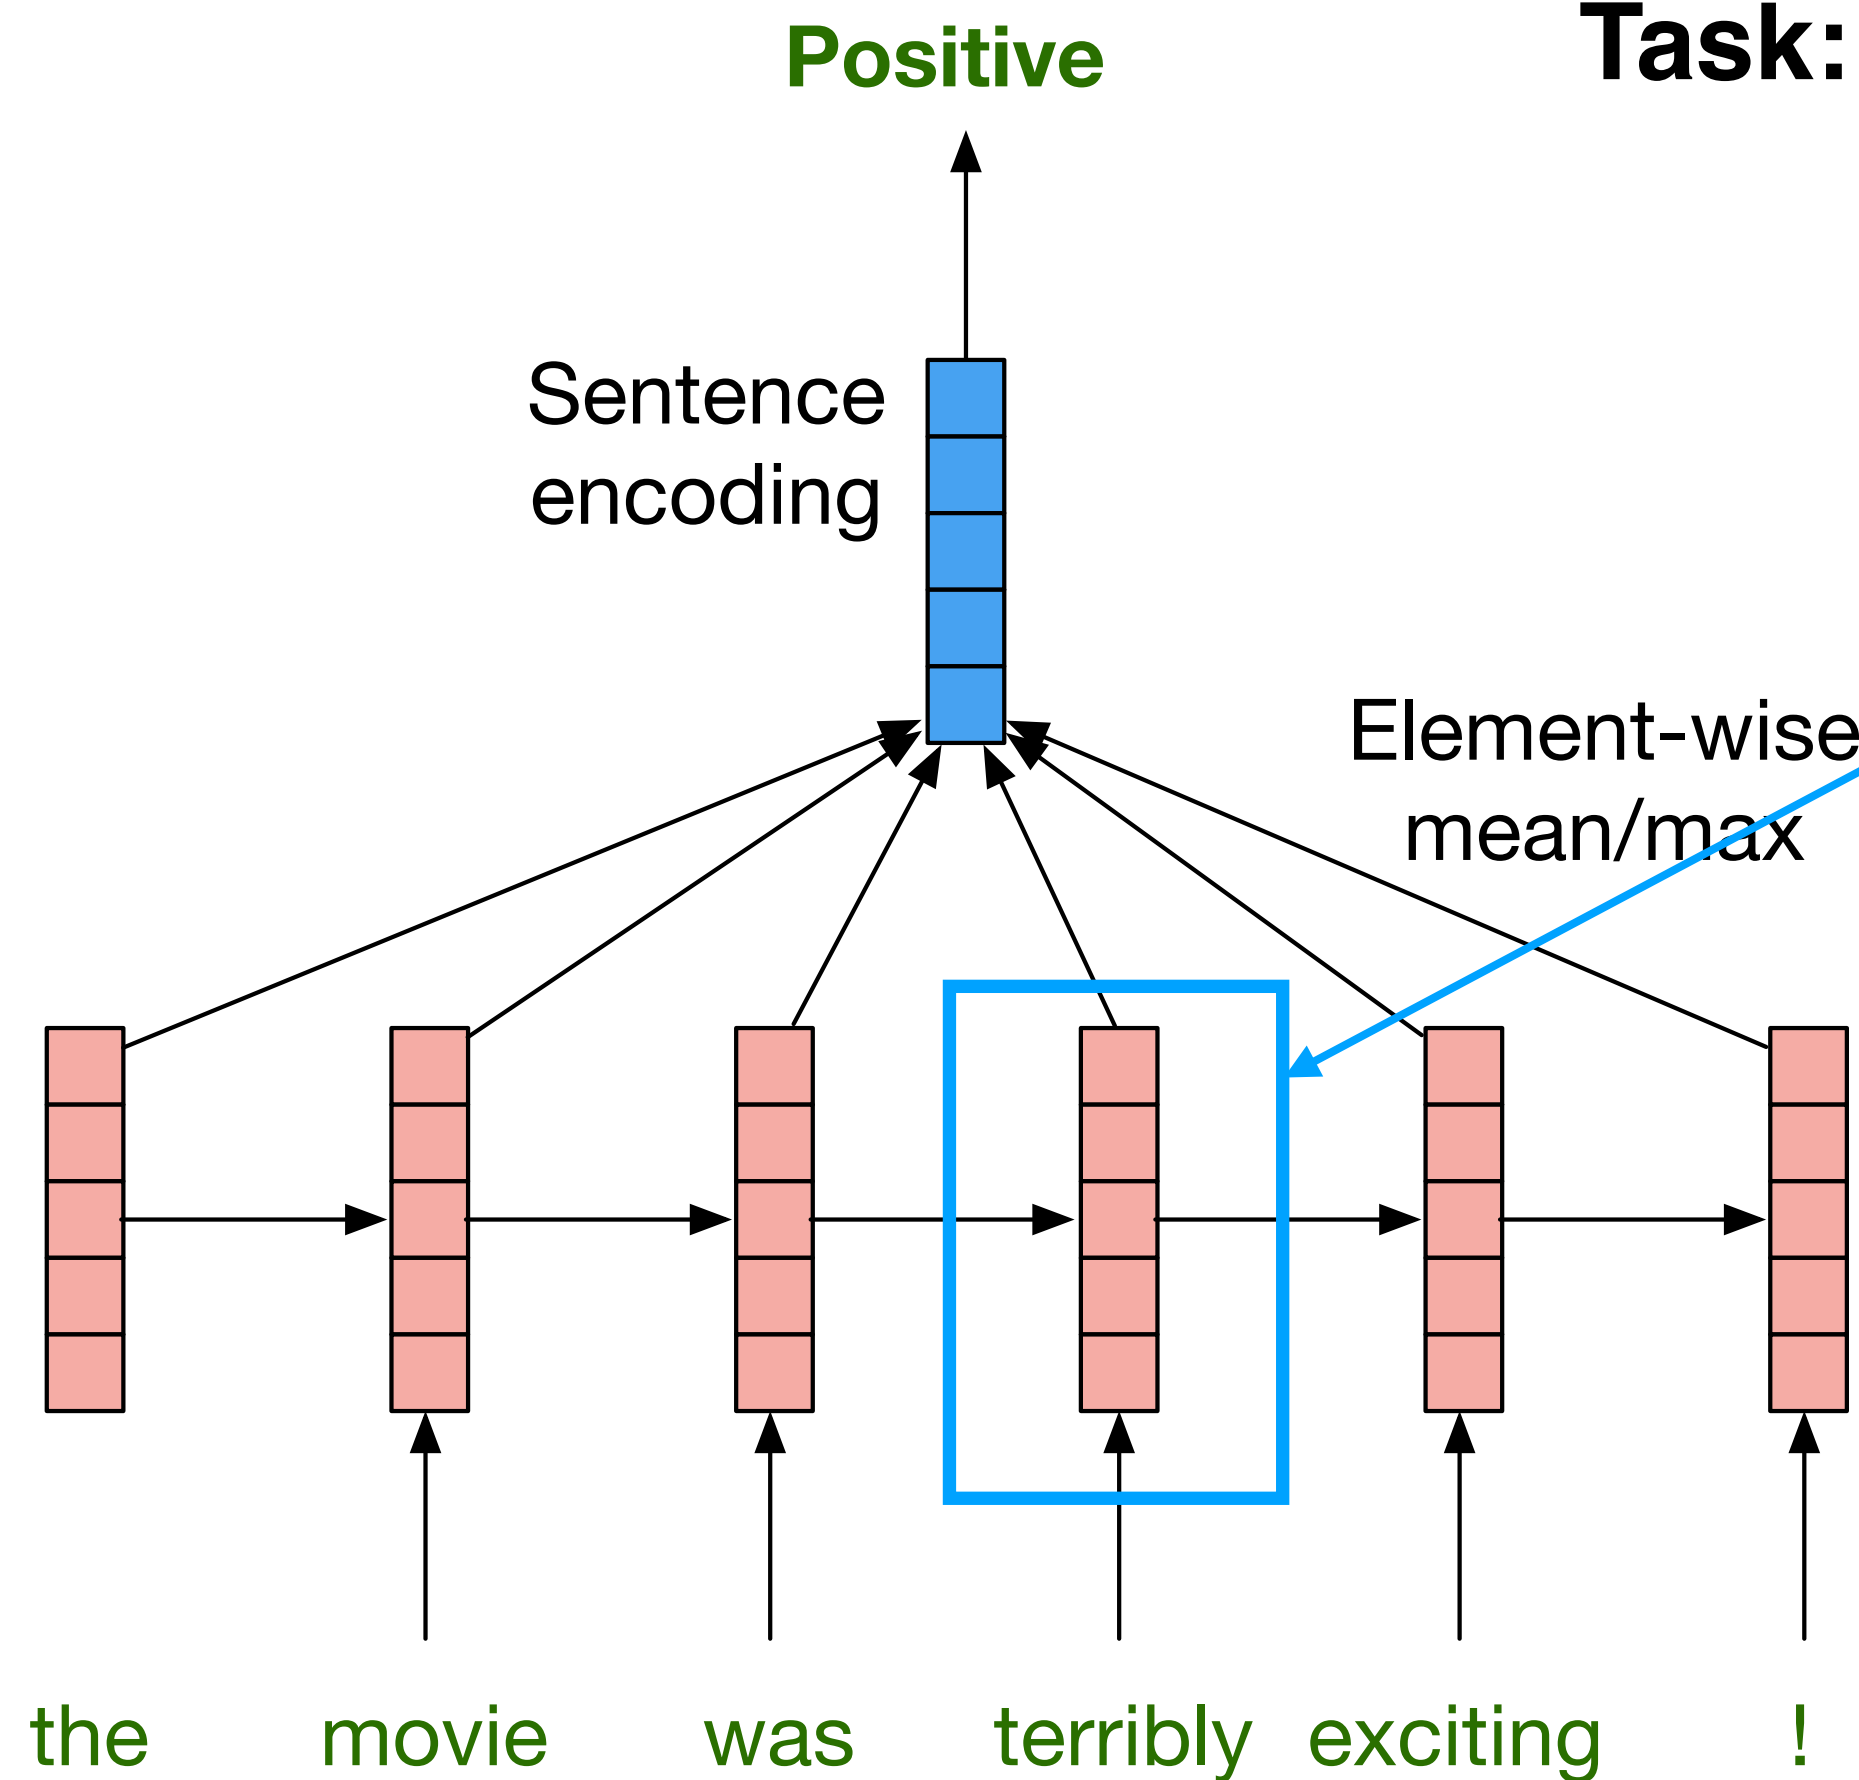 Positive
Task:
Sentence
encoding
Element-wise
mean/max
the movie was terribly exciting !